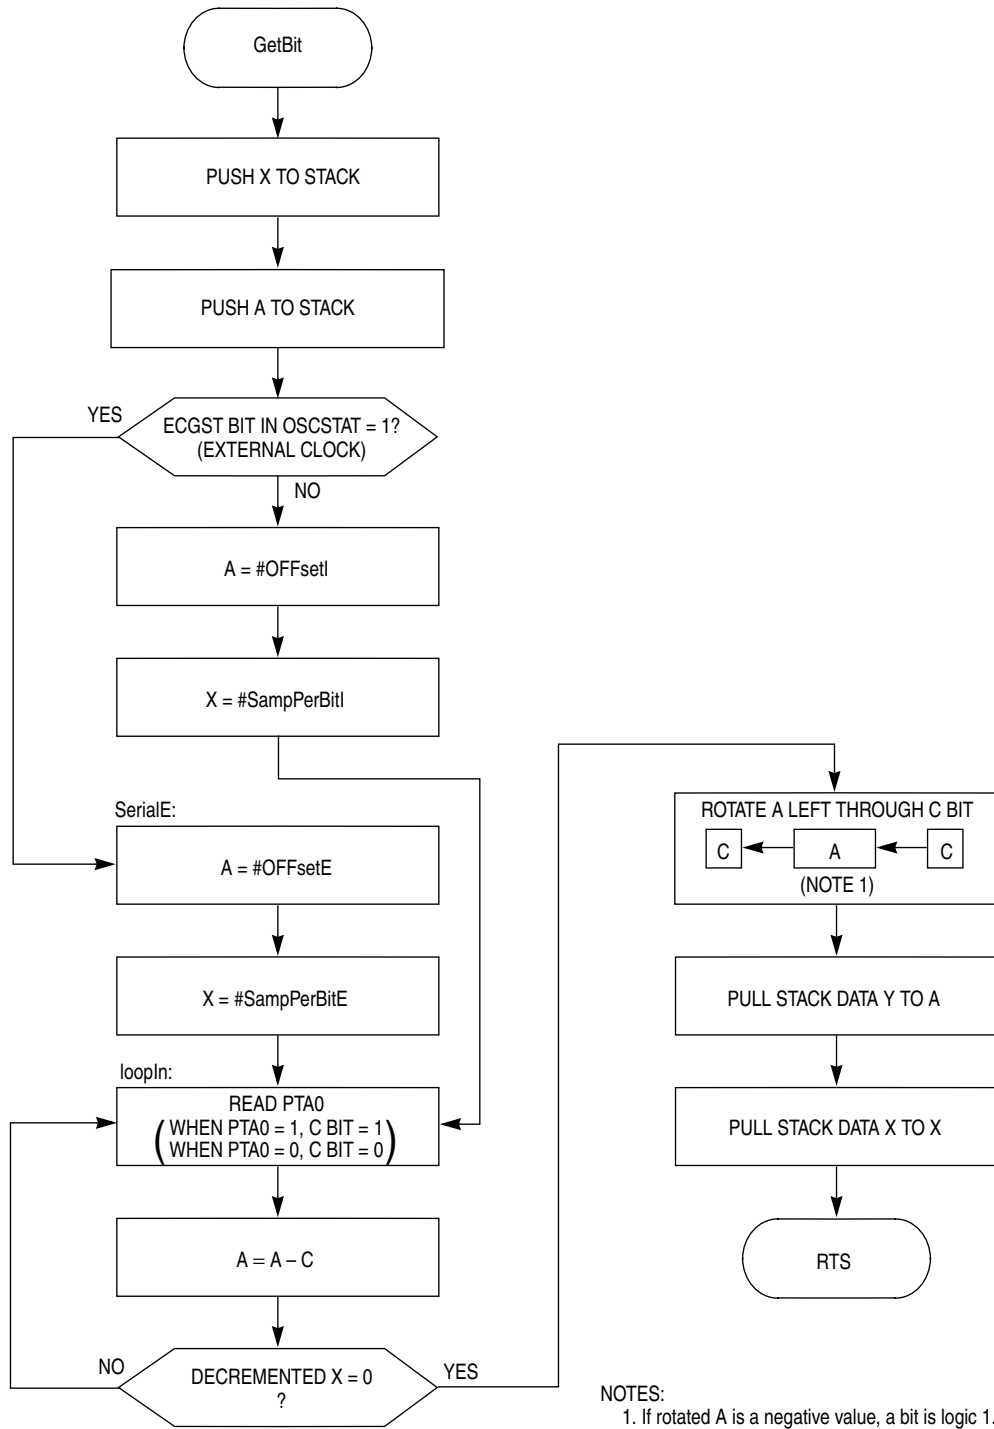 GetBit
PUSH X TO STACK
PUSH A TO STACK
YES
ECGST BIT IN OSCSTAT = 1?
(EXTERNAL CLOCK)
NO
A = #OFFsetI
X = #SampPerBitI
SerialE:
A = #OFFsetE
X = #SampPerBitE
loopIn:
READ PTA0
(WHEN PTA0 = 1, C BIT = 1
WHEN PTA0 = 0, C BIT = 0)
A = A – C
NO
DECREMENTED X = 0
?
YES
ROTATE A LEFT THROUGH C BIT
C A C
(NOTE 1)
PULL STACK DATA Y TO A
PULL STACK DATA X TO X
RTS
NOTES:
1. If rotated A is a negative value, a bit is logic 1.